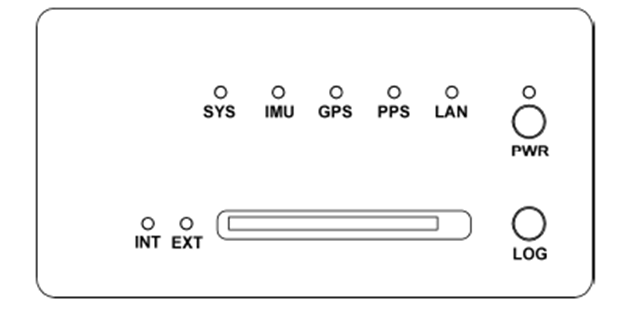 SYS IMU GPS PPS LAN
PWR
INT EXT
LOG